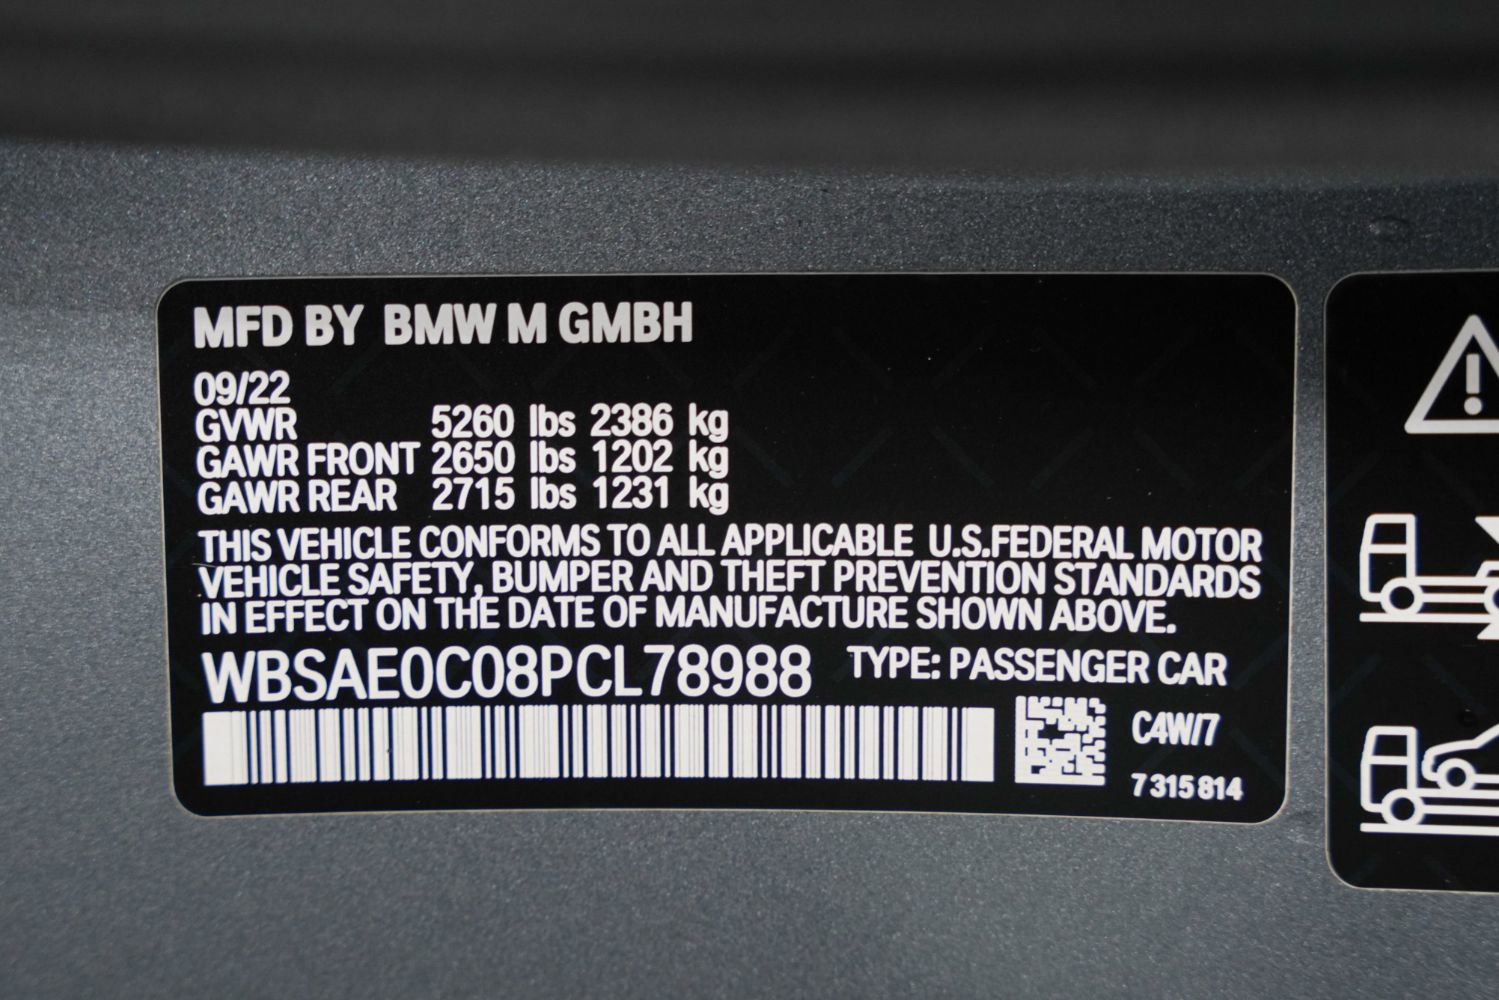 MFD BY BMW M GMBH
09/22
GVWR 5260 lbs 2386 kg
GAWR FRONT 2650 lbs 1202 kg
GAWR REAR 2715 lbs 1231 kg
THIS VEHICLE CONFORMS TO ALL APPLICABLE U.S.FEDERAL MOTOR
VEHICLE SAFETY, BUMPER AND THEFT PREVENTION STANDARDS
IN EFFECT ON THE DATE OF MANUFACTURE SHOWN ABOVE.
WBSAE0C08PCL78988 TYPE: PASSENGER CAR
C4W/7
7 315 814